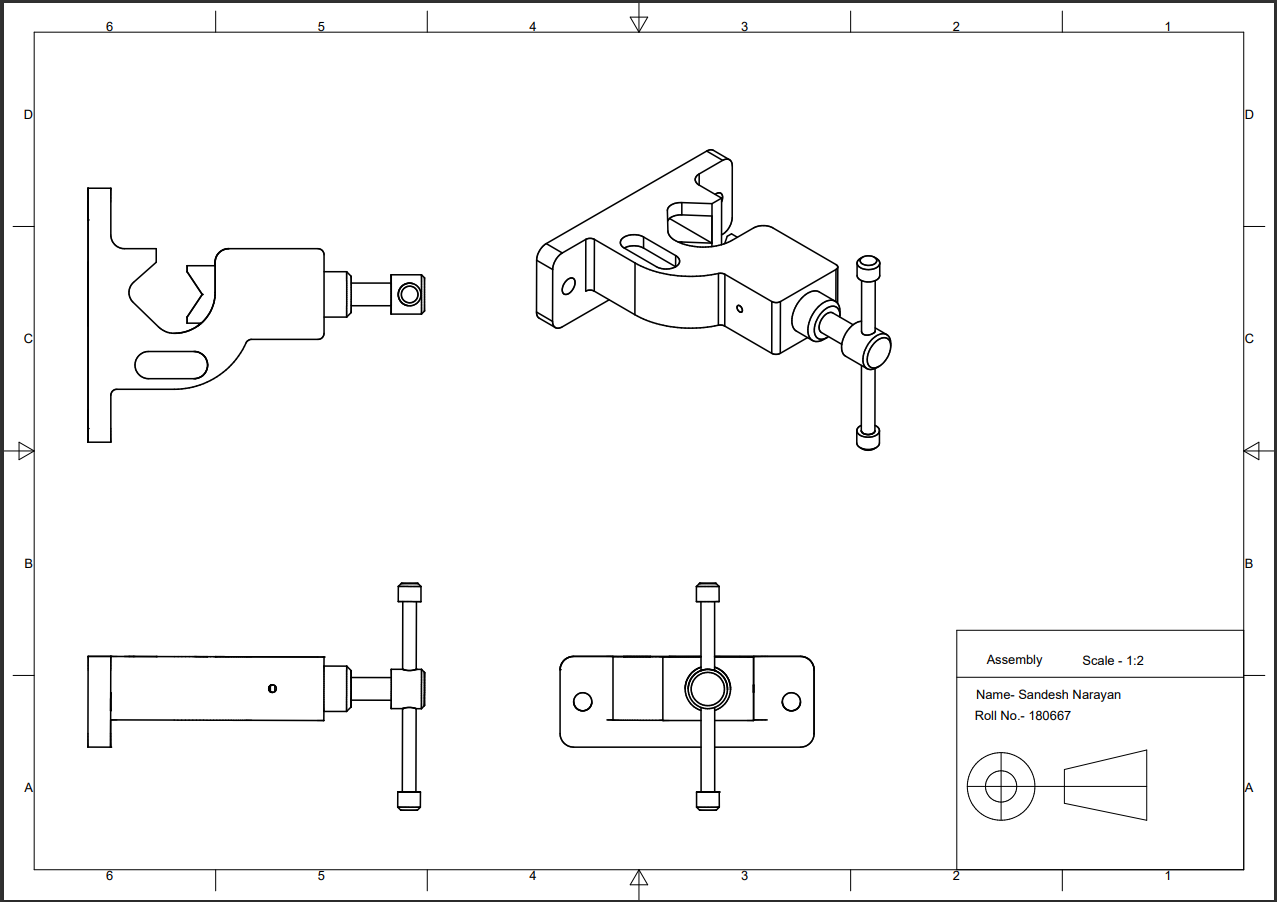 6 5 4 3 2 1
D D
C C
B B
Assembly Scale - 1:2
Name- Sandesh Narayan
Roll No.- 180667
A A
6 5 4 3 2 1